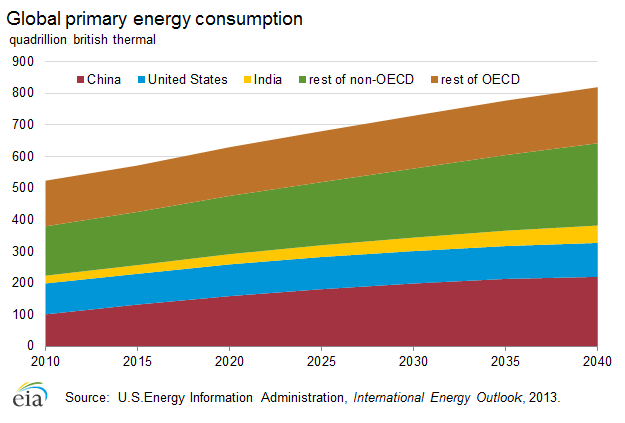 Global primary energy consumption
quadrillion british thermal
900
China United States India rest of non-OECD rest of OECD
800
700
600
500
400
300
200
100
0
2010 2015 2020 2025 2030 2035 2040
eia Source: U.S.Energy Information Administration, International Energy Outlook, 2013.